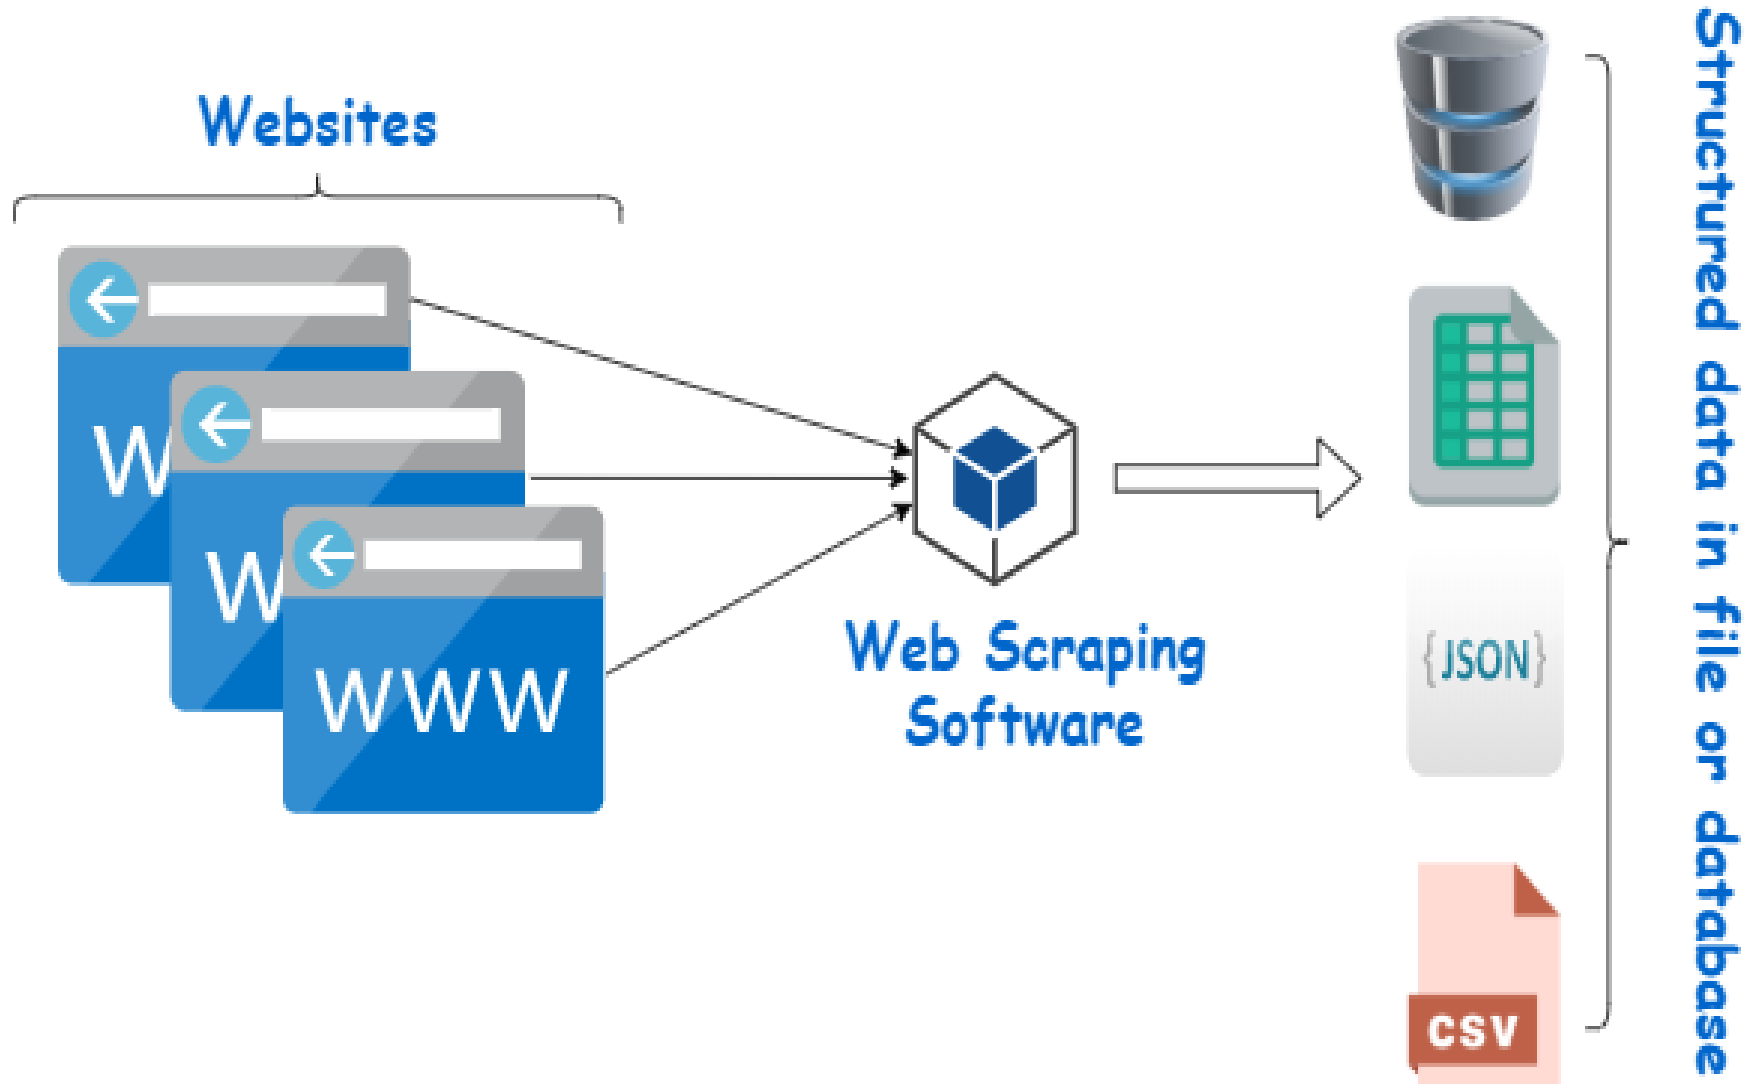 Websites
W
W
WWW
Web Scraping
Software
{JSON}
CSV
Structured data in file or database